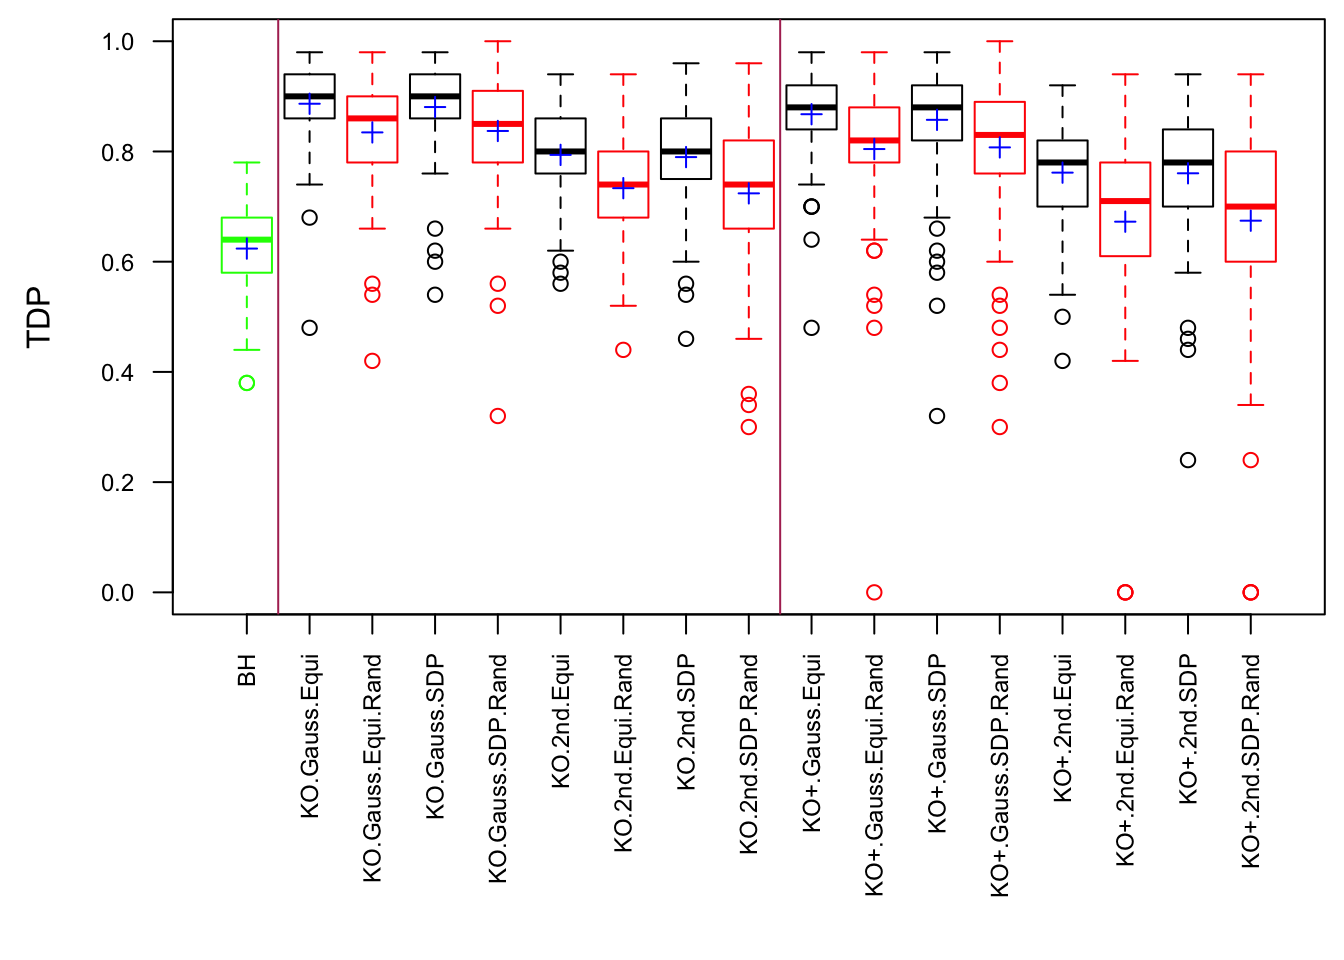 TDP
1.0
0.8
0.6
0.4
0.2
0.0
BH
KO.Gauss.Equi
KO.Gauss.Equi.Rand
KO.Gauss.SDP
KO.Gauss.SDP.Rand
KO.2nd.Equi
KO.2nd.Equi.Rand
KO.2nd.SDP
KO.2nd.SDP.Rand
KO+.Gauss.Equi
KO+.Gauss.Equi.Rand
KO+.Gauss.SDP
KO+.Gauss.SDP.Rand
KO+.2nd.Equi
KO+.2nd.Equi.Rand
KO+.2nd.SDP
KO+.2nd.SDP.Rand